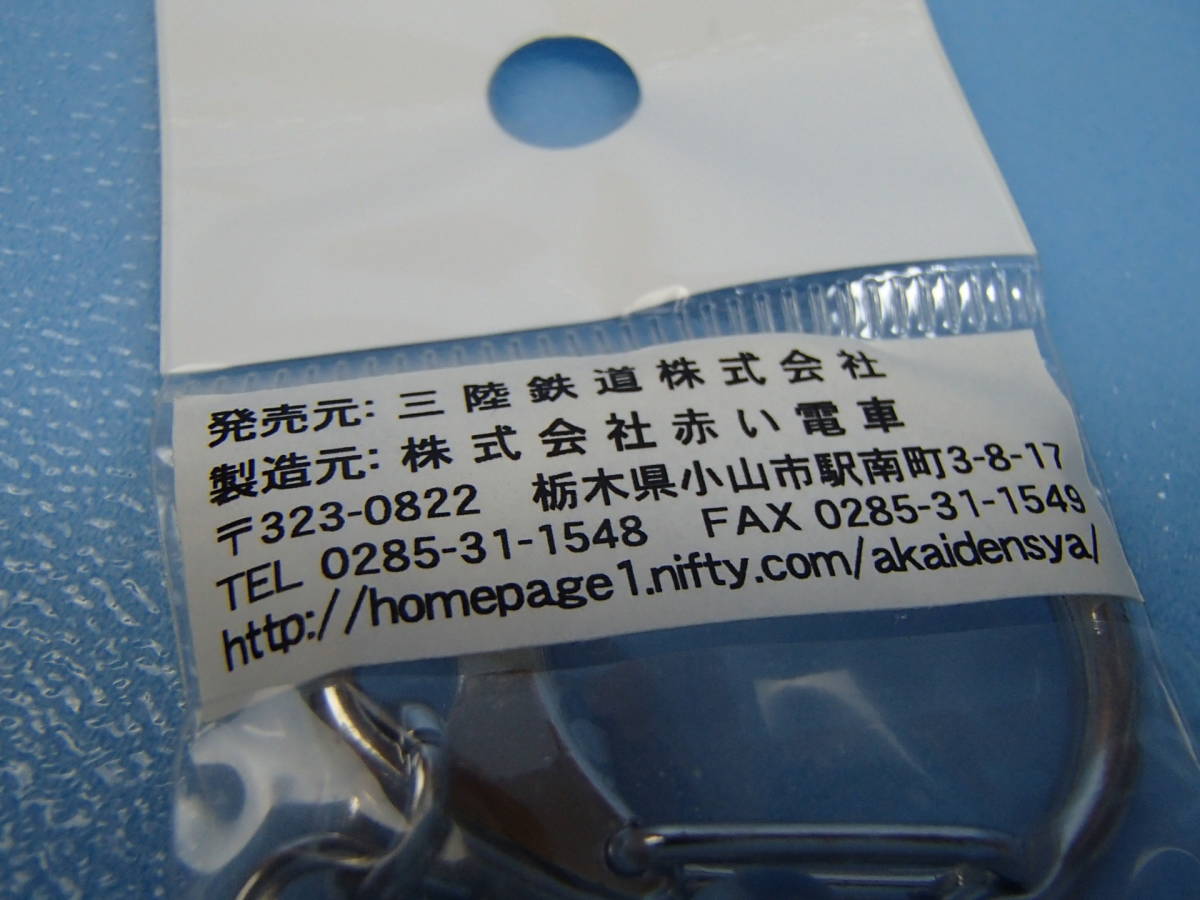 発売元: 三陸鉄道株式会社
製造元: 株式会社赤い電車
〒323-0822 栃木県小山市駅南町3-8-17
TEL 0285-31-1548 FAX 0285-31-1549
http://homepage1.nifty.com/akaidensya/